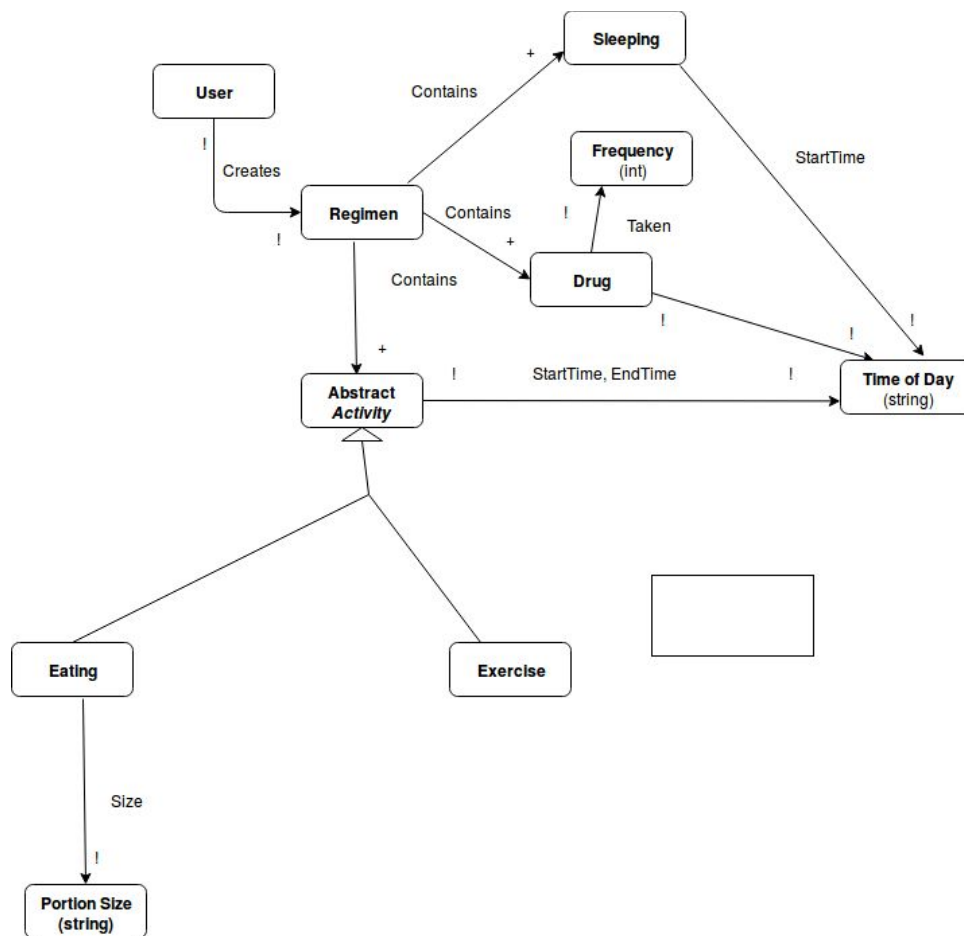 Sleeping
+
User
Contains
Frequency
(int)
!
StartTime
Creates
Regimen
Contains
!
Taken
!
+
Contains
Drug
!
!
!
+
Abstract
Activity
!
StartTime, EndTime
!
Time of Day
(string)
Eating
Exercise
Size
!
Portion Size
(string)